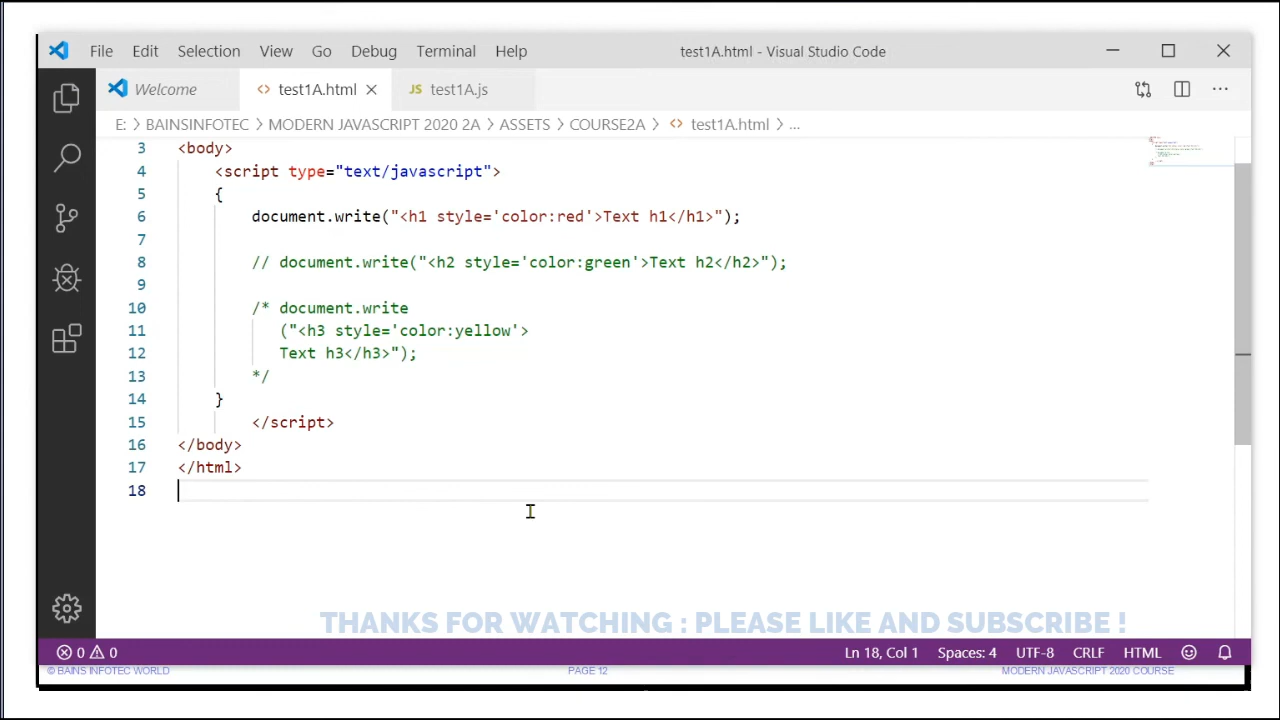 File Edit Selection View Go Debug Terminal Help test1A.html - Visual Studio Code
Welcome <> test1A.html × JS test1A.js ...
E: > BAINSINFOTEC > MODERN JAVASCRIPT 2020 2A > ASSETS > COURSE2A > <> test1A.html > ...
3 <body>
4 <script type="text/javascript">
5 {
6 document.write("<h1 style='color:red'>Text h1</h1>");
7
8 // document.write("<h2 style='color:green'>Text h2</h2>");
9
10 /* document.write
11 ("<h3 style='color:yellow'>
12 Text h3</h3>");
13 */
14 }
15 </script>
16 </body>
17 </html>
18
THANKS FOR WATCHING : PLEASE LIKE AND SUBSCRIBE !
0 0 Ln 18, Col 1 Spaces: 4 UTF-8 CRLF HTML
© BAINS INFOTEC WORLD PAGE 12 MODERN JAVASCRIPT 2020 COURSE